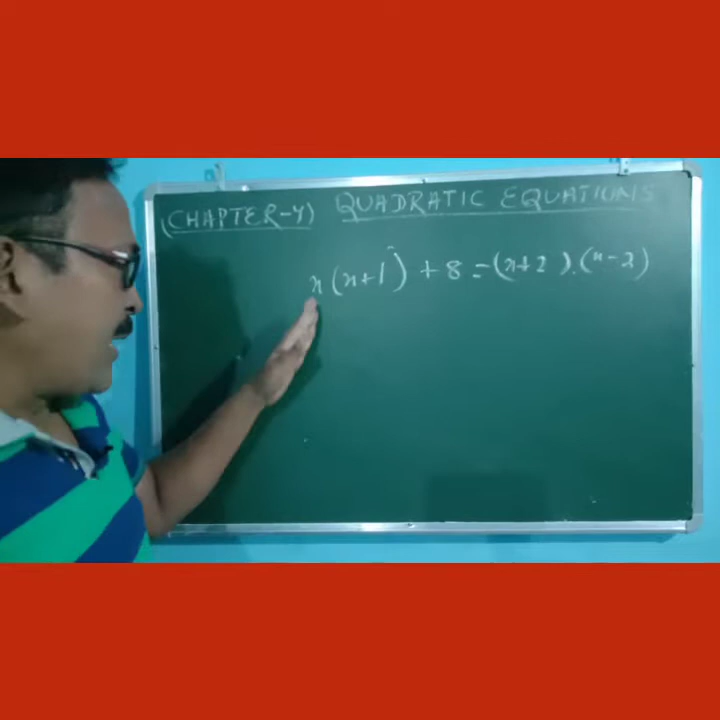 (CHAPTER-4) QUADRATIC EQUATIONS
x(x+1) + 8 = (x+2).(x-2)